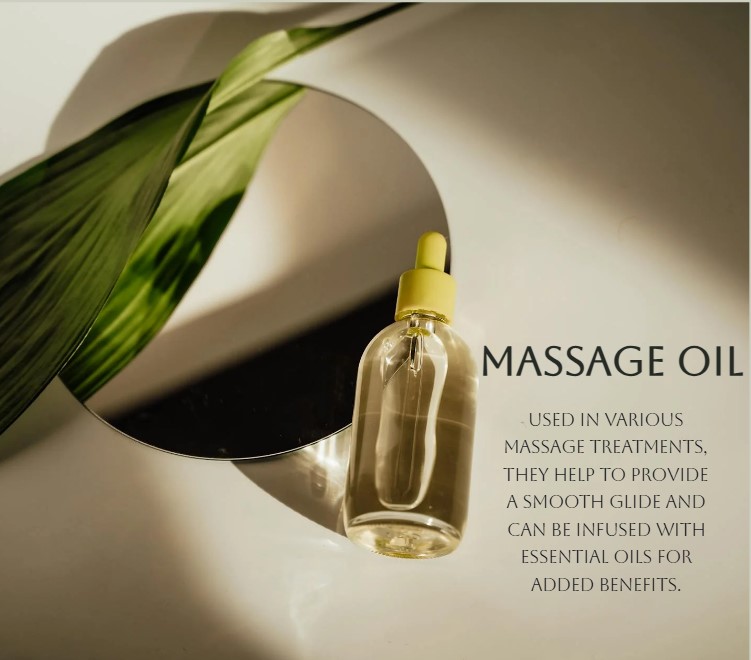 MASSAGE OIL
USED IN VARIOUS
MASSAGE TREATMENTS,
THEY HELP TO PROVIDE
A SMOOTH GLIDE AND
CAN BE INFUSED WITH
ESSENTIAL OILS FOR
ADDED BENEFITS.